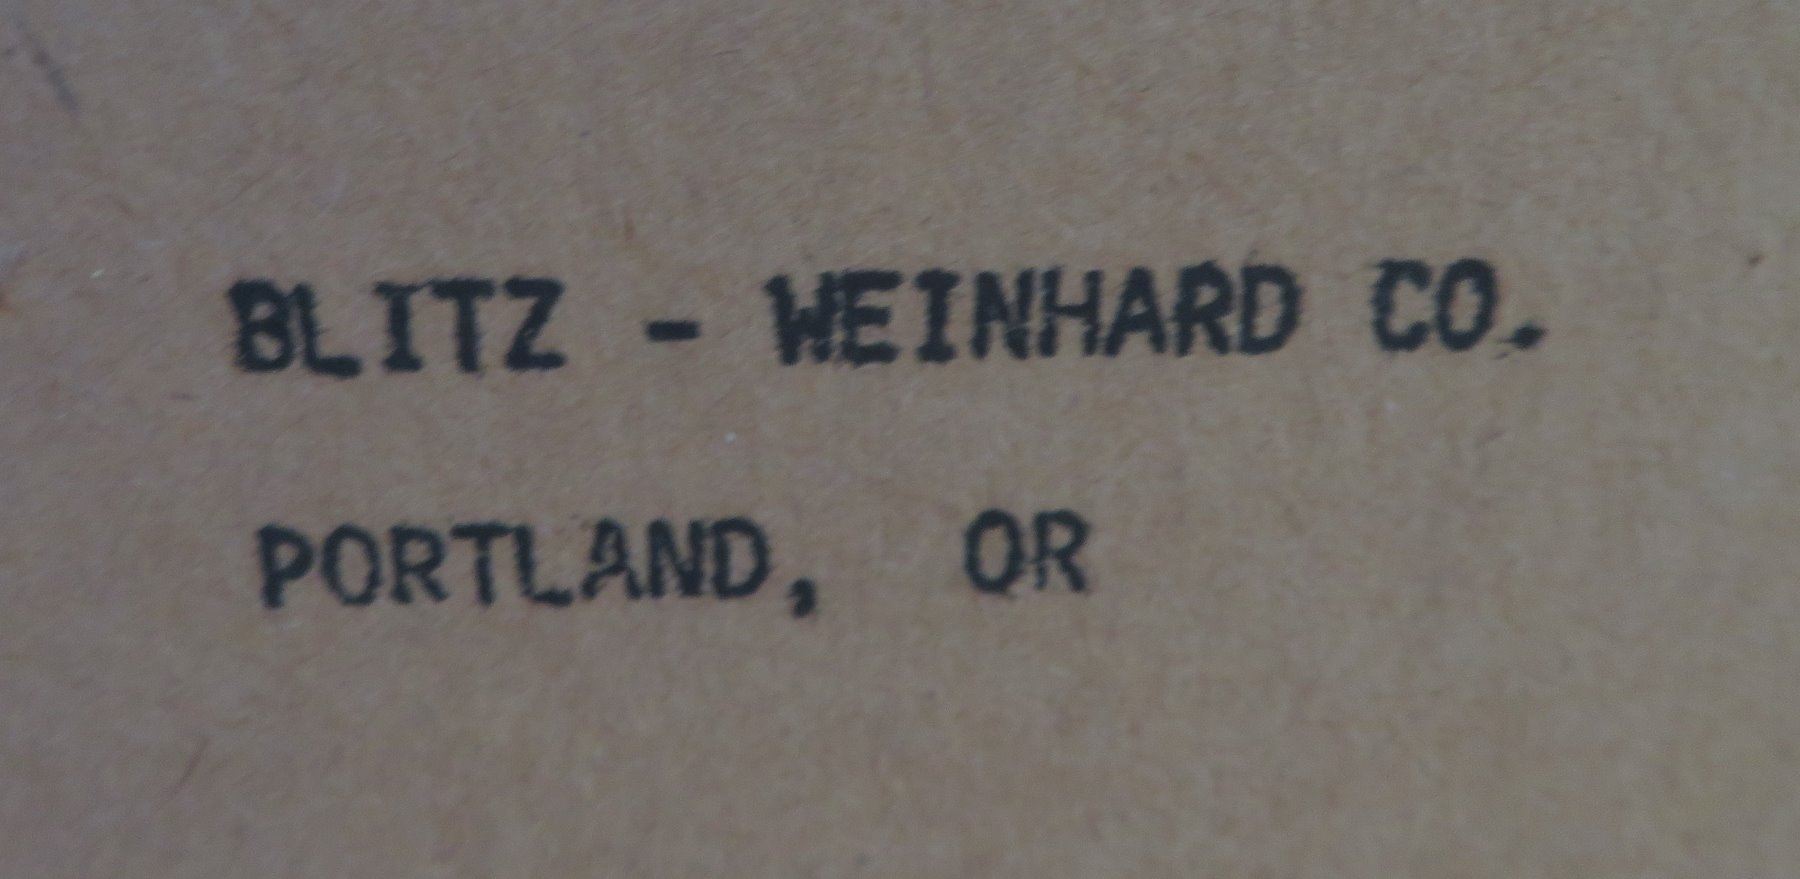 BLITZ - WEINHARD CO.
PORTLAND, OR